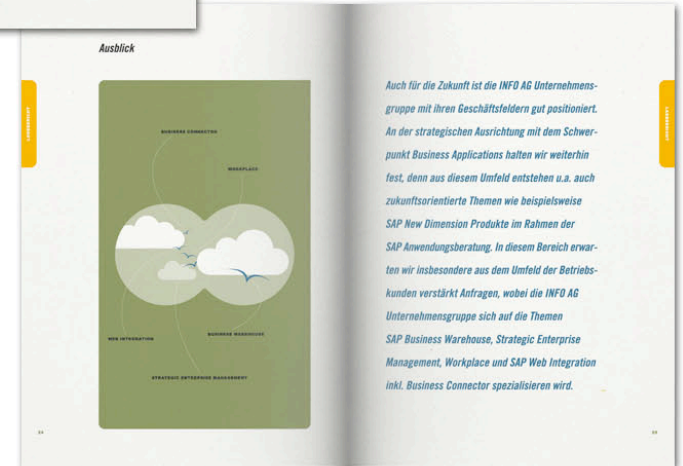 Ausblick
BUSINESS CONNECTOR
WORKPLACE
WEB INTEGRATION
BUSINESS WAREHOUSE
STRATEGIC ENTERPRISE MANAGEMENT
Auch für die Zukunft ist die INFO AG Unternehmens-
gruppe mit ihren Geschäftsfeldern gut positioniert.
An der strategischen Ausrichtung mit dem Schwer-
punkt Business Applications halten wir weiterhin
fest, denn aus diesem Umfeld entstehen u.a. auch
zukunftsorientierte Themen wie beispielsweise
SAP New Dimension Produkte im Rahmen der
SAP Anwendungsberatung. In diesem Bereich erwar-
ten wir insbesondere aus dem Umfeld der Betriebs-
kunden verstärkt Anfragen, wobei die INFO AG
Unternehmensgruppe sich auf die Themen
SAP Business Warehouse, Strategic Enterprise
Management, Workplace und SAP Web Integration
inkl. Business Connector spezialisieren wird.